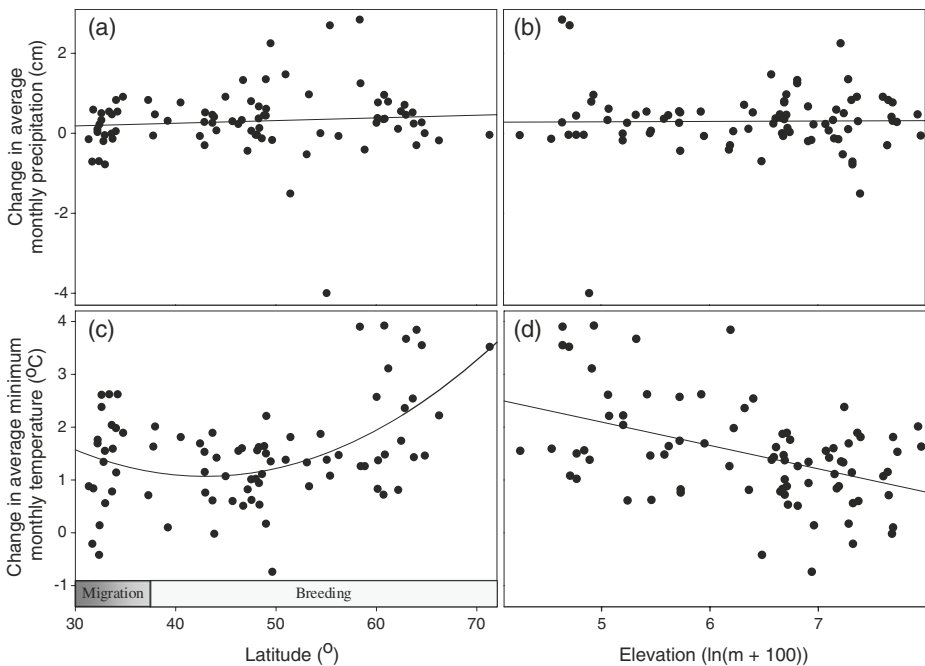 (a)
(b)
Change in average
monthly precipitation (cm)
2
0
-2
-4
(c)
(d)
Change in average minimum
monthly temperature (ºC)
4
3
2
1
0
-1
Migration
Breeding
30 40 50 60 70
5 6 7
Latitude (º)
Elevation (ln(m + 100))